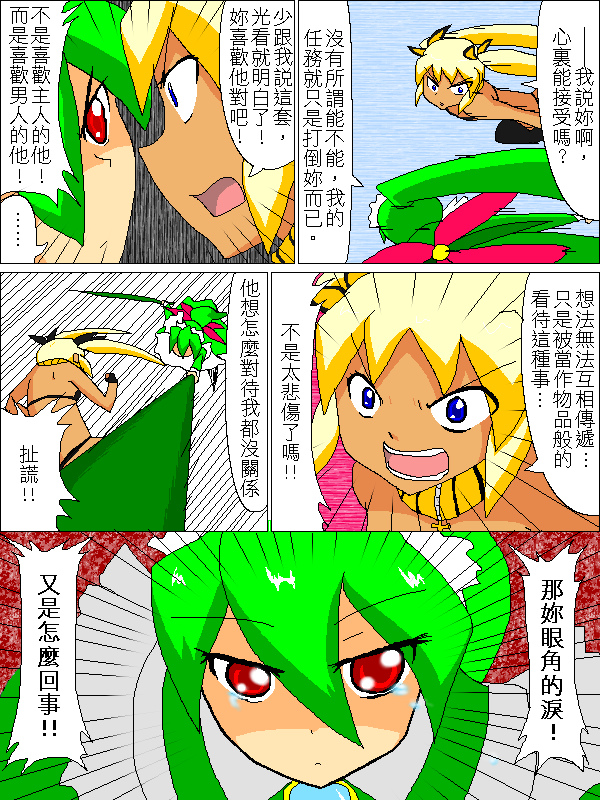 ——我說妳啊，
心裏能接受嗎？
沒有所謂能不能，我的
任務就只是打倒妳而已。
少跟我說這套，
光看就明白了！
妳喜歡他對吧！
不是喜歡主人的他！
而是喜歡男人的他！
……
想法無法互相傳遞…
只是被當作物品般的
看待這種事…
不是太悲傷了嗎!!
他想怎麼對待我都沒關係
扯謊!!
那妳眼角的淚!
又是怎麼回事!!